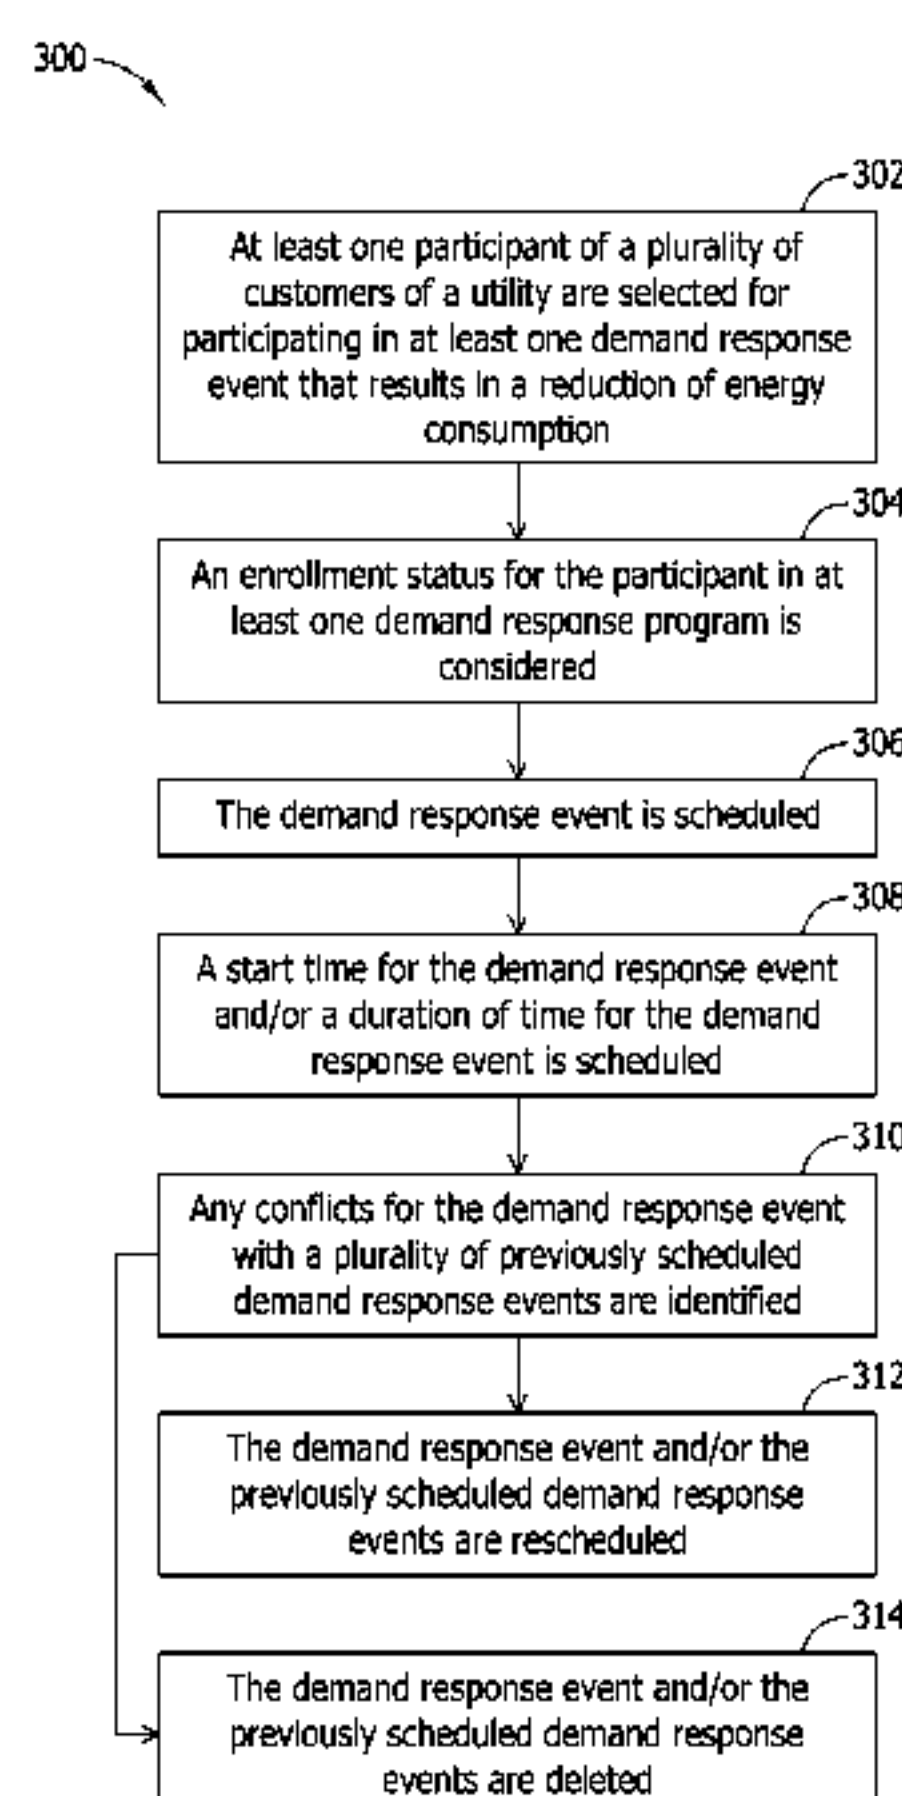 300
302
At least one participant of a plurality of
customers of a utility are selected for
participating in at least one demand response
event that results in a reduction of energy
consumption
304
An enrollment status for the participant in at
least one demand response program is
considered
306
The demand response event is scheduled
308
A start time for the demand response event
and/or a duration of time for the demand
response event is scheduled
310
Any conflicts for the demand response event
with a plurality of previously scheduled
demand response events are identified
312
The demand response event and/or the
previously scheduled demand response
events are rescheduled
314
The demand response event and/or the
previously scheduled demand response
events are deleted